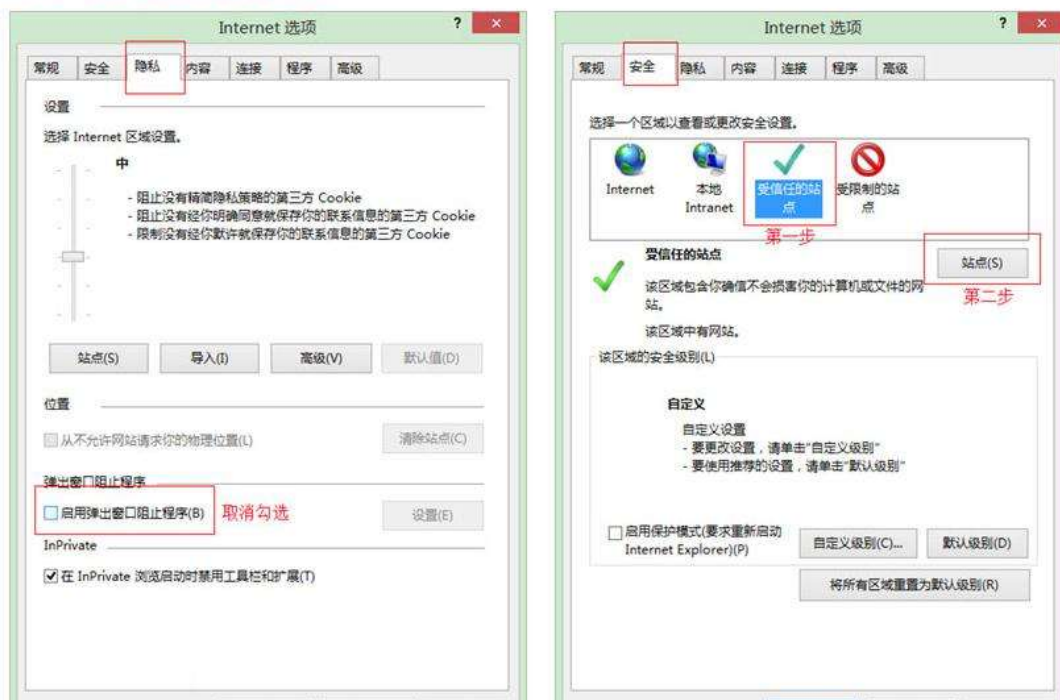 Internet 选项
?
×
常规
安全
隐私
内容
连接
程序
高级
设置
选择 Internet 区域设置。
中
- 阻止没有精简隐私策略的第三方 Cookie
- 阻止没有经你明确同意就保存你的联系信息的第三方 Cookie
- 限制没有经你默许就保存你的联系信息的第三方 Cookie
站点(S)
导入(I)
高级(V)
默认值(D)
位置
从不允许网站请求你的物理位置(L)
清除站点(C)
弹出窗口阻止程序
启用弹出窗口阻止程序(B)
取消勾选
设置(E)
InPrivate
在 InPrivate 浏览启动时禁用工具栏和扩展(T)
Internet 选项
?
×
常规
安全
隐私
内容
连接
程序
高级
选择一个区域以查看或更改安全设置。
Internet
本地
Intranet
受信任的站
点
受限制的站
点
第一步
受信任的站点
站点(S)
第二步
该区域包含你确信不会损害你的计算机或文件的网
站。
该区域中有网站。
该区域的安全级别(L)
自定义
自定义设置
- 要更改设置，请单击"自定义级别"
- 要使用推荐的设置，请单击"默认级别"
启用保护模式(要求重新启动
Internet Explorer)(P)
自定义级别(C)...
默认级别(D)
将所有区域重置为默认级别(R)